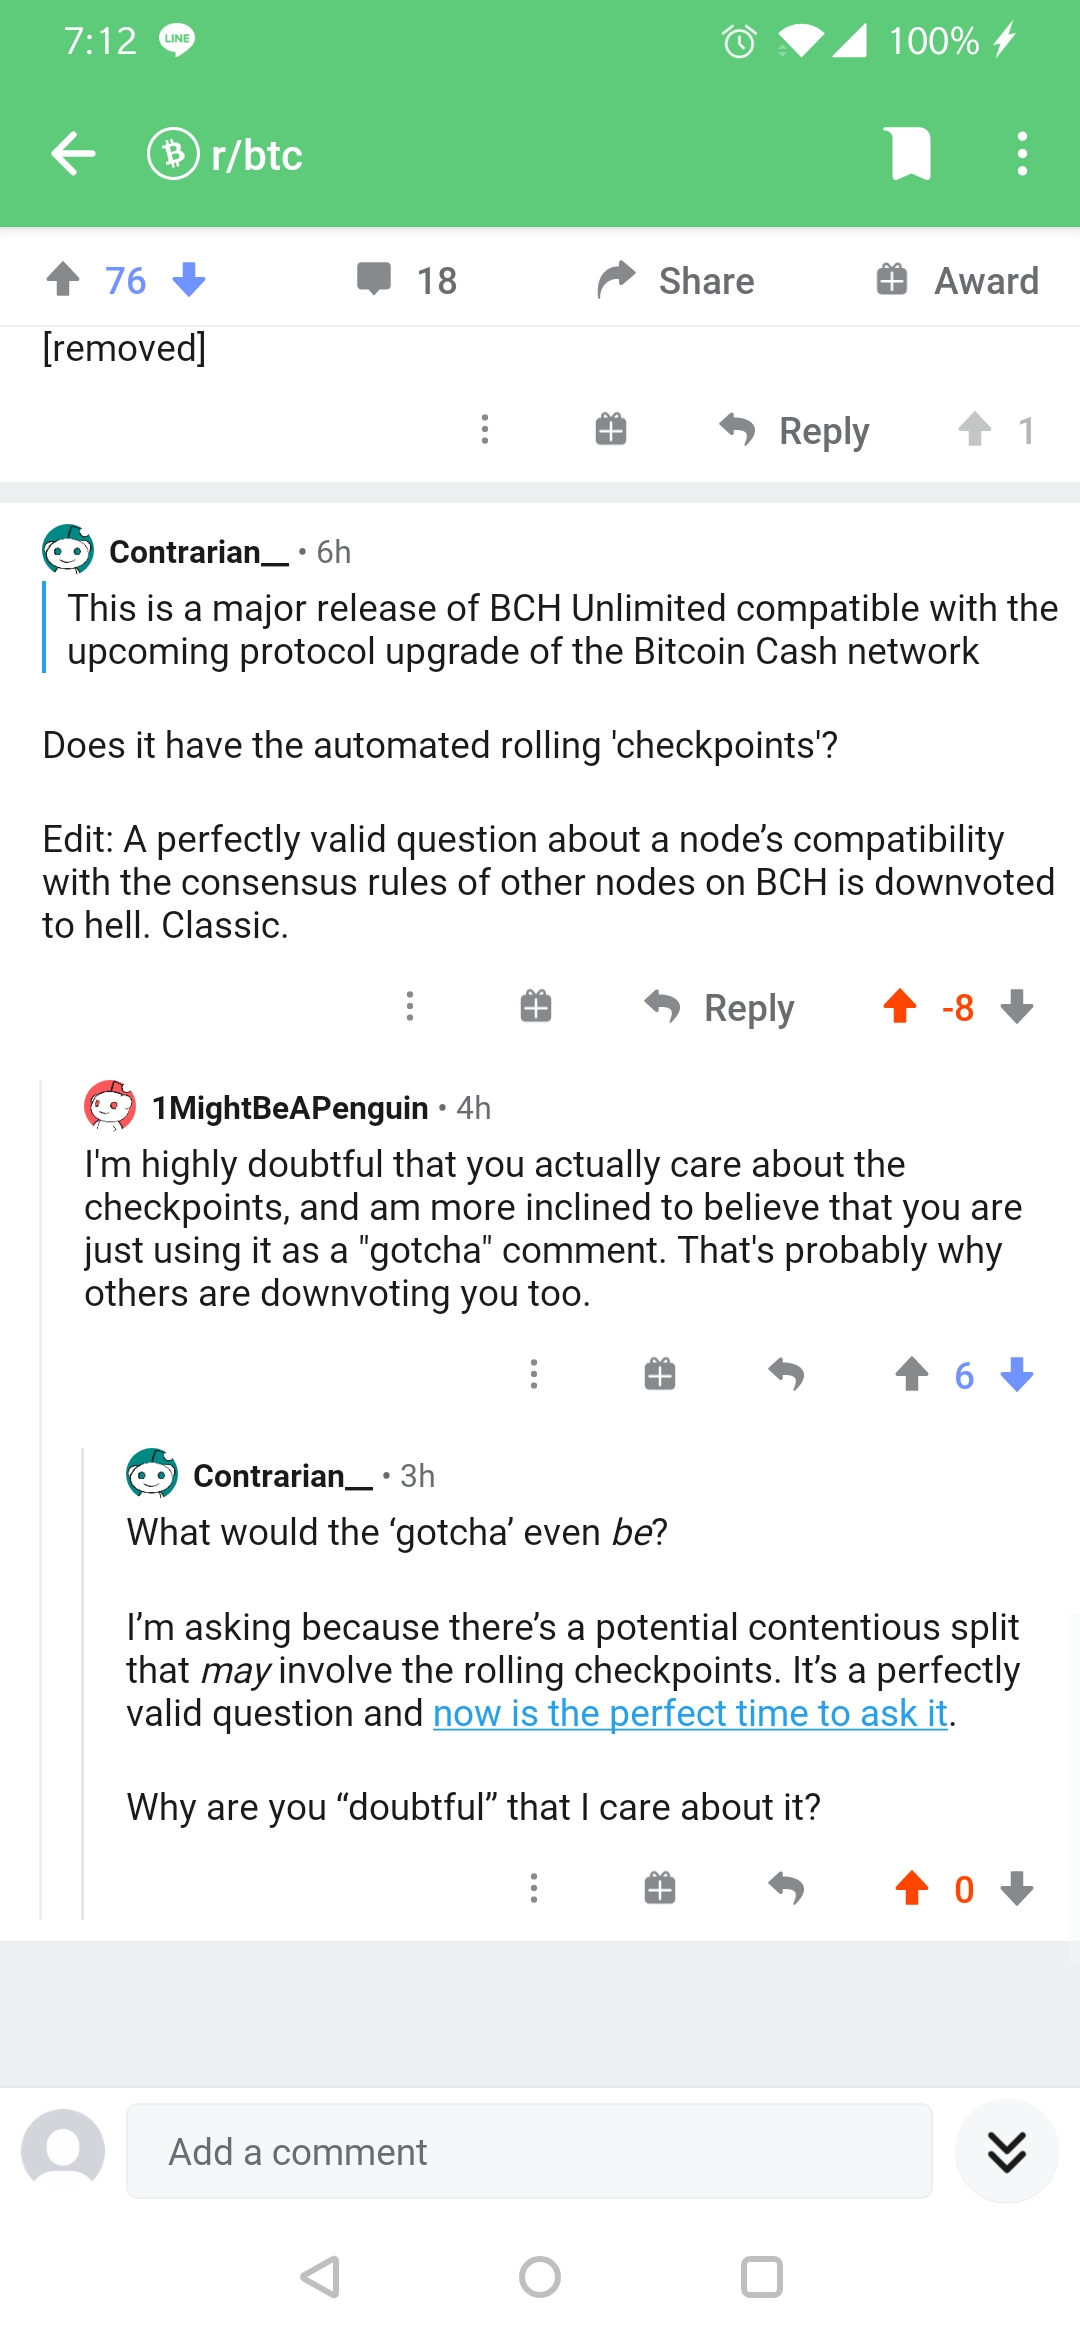 7:12 LINE 100%
r/btc
76 18 Share Award
[removed]
Reply 1
Contrarian__ • 6h
This is a major release of BCH Unlimited compatible with the
upcoming protocol upgrade of the Bitcoin Cash network
Does it have the automated rolling 'checkpoints'?
Edit: A perfectly valid question about a node’s compatibility
with the consensus rules of other nodes on BCH is downvoted
to hell. Classic.
Reply -8
1MightBeAPenguin • 4h
I'm highly doubtful that you actually care about the
checkpoints, and am more inclined to believe that you are
just using it as a "gotcha" comment. That's probably why
others are downvoting you too.
6
Contrarian__ • 3h
What would the ‘gotcha’ even be?
I’m asking because there’s a potential contentious split
that may involve the rolling checkpoints. It’s a perfectly
valid question and now is the perfect time to ask it.
Why are you “doubtful” that I care about it?
0
Add a comment